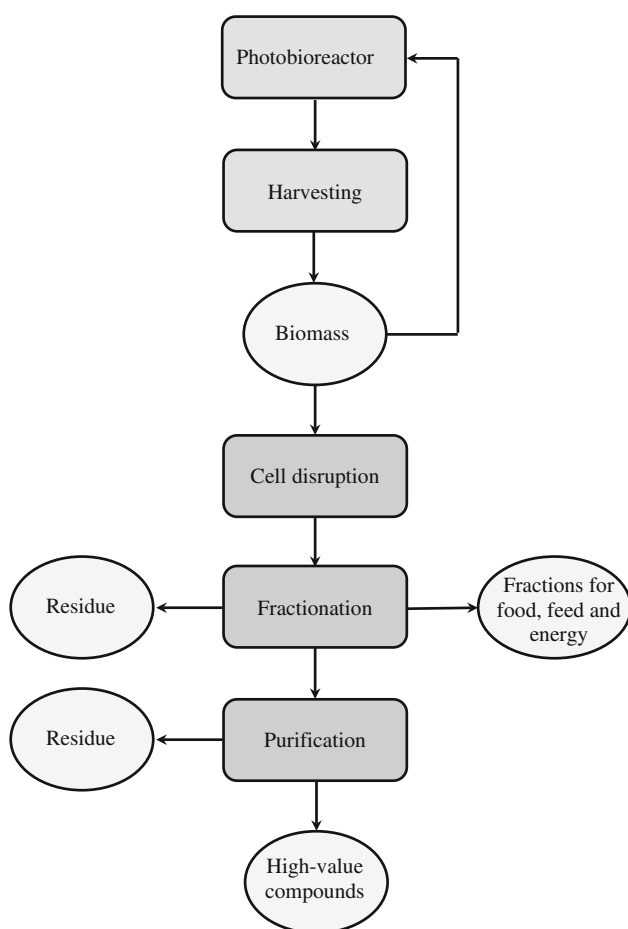 Photobioreactor
Harvesting
Biomass
Cell disruption
Residue
Fractionation
Fractions for
food, feed and
energy
Residue
Purification
High-value
compounds